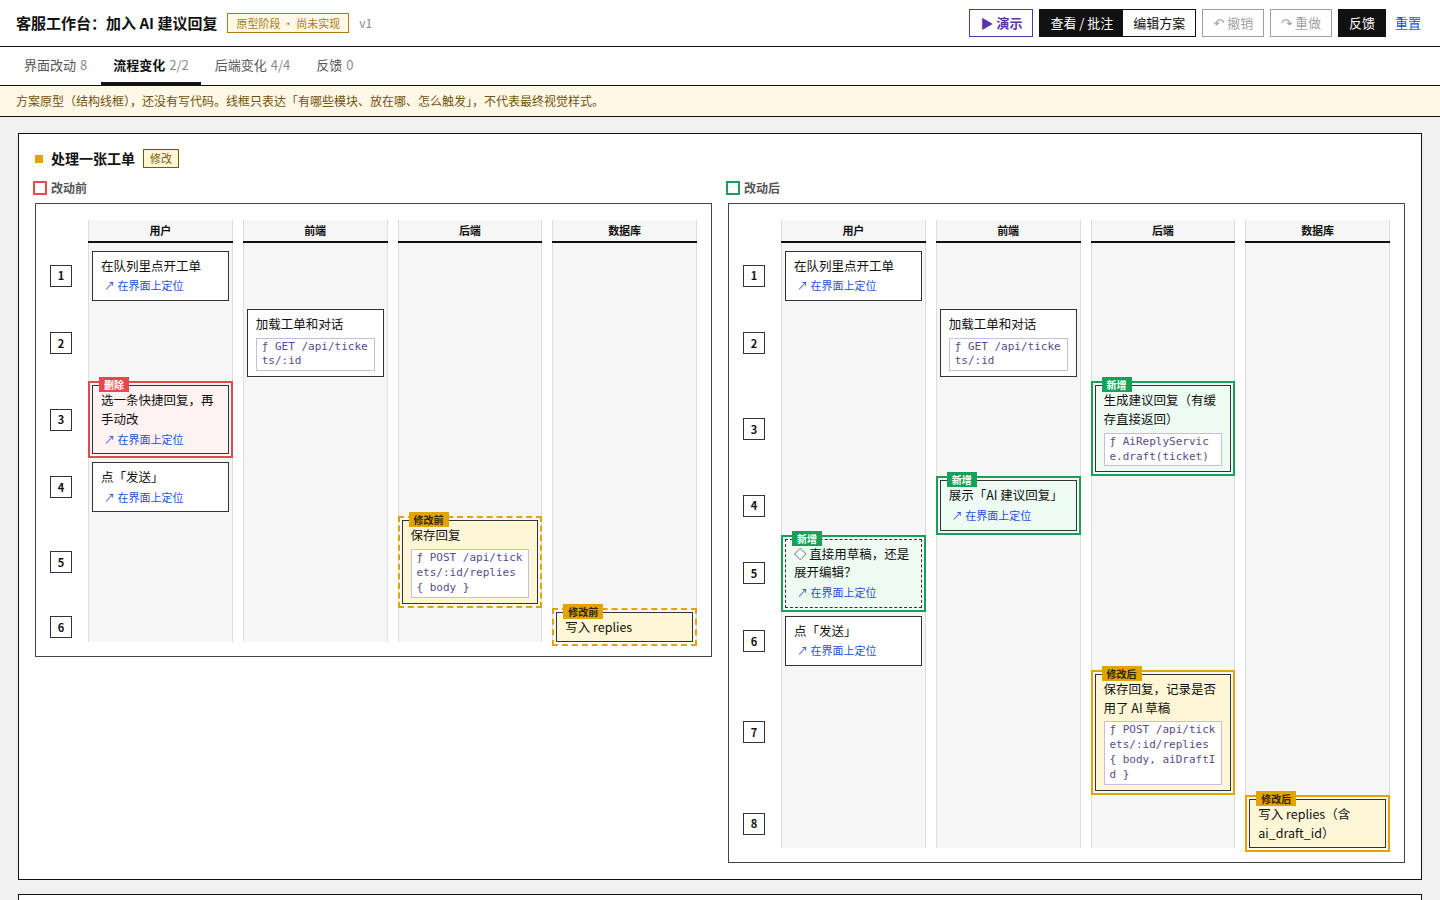 客服工作台：加入 AI 建议回复
原型阶段 · 尚未实现
v1
▶ 演示
查看 / 批注
编辑方案
↶ 撤销
↷ 重做
反馈
重置
界面改动 8
流程变化 2/2
后端变化 4/4
反馈 0
方案原型（结构线框），还没有写代码。线框只表达「有哪些模块、放在哪、怎么触发」，不代表最终视觉样式。
处理一张工单
修改
改动前
用户
前端
后端
数据库
1
在队列里点开工单
↗ 在界面上定位
2
加载工单和对话
ƒ GET /api/ticke
ts/:id
3
删除
选一条快捷回复，再
手动改
↗ 在界面上定位
4
点「发送」
↗ 在界面上定位
5
修改前
保存回复
ƒ POST /api/tick
ets/:id/replies
{ body }
6
修改前
写入 replies
改动后
用户
前端
后端
数据库
1
在队列里点开工单
↗ 在界面上定位
2
加载工单和对话
ƒ GET /api/ticke
ts/:id
3
新增
生成建议回复（有缓
存直接返回）
ƒ AiReplyServic
e.draft(ticket)
4
新增
展示「AI 建议回复」
↗ 在界面上定位
5
新增
◇ 直接用草稿，还是
展开编辑？
↗ 在界面上定位
6
点「发送」
↗ 在界面上定位
7
修改后
保存回复，记录是否
用了 AI 草稿
ƒ POST /api/tick
ets/:id/replies
{ body, aiDraftI
d }
8
修改后
写入 replies（含
ai_draft_id）